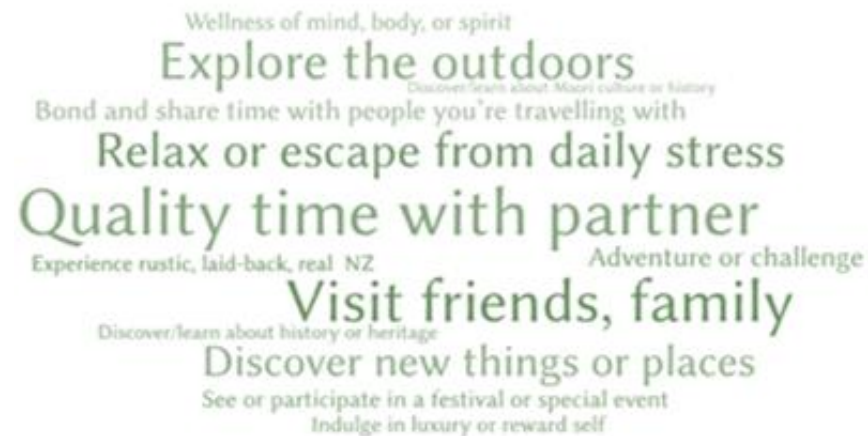 Wellness of mind, body, or spirit
Explore the outdoors
Discover/learn about Maori culture or history
Bond and share time with people you're travelling with
Relax or escape from daily stress
Quality time with partner
Experience rustic, laid-back, real NZ
Adventure or challenge
Visit friends, family
Discover/learn about history or heritage
Discover new things or places
See or participate in a festival or special event
Indulge in luxury or reward self